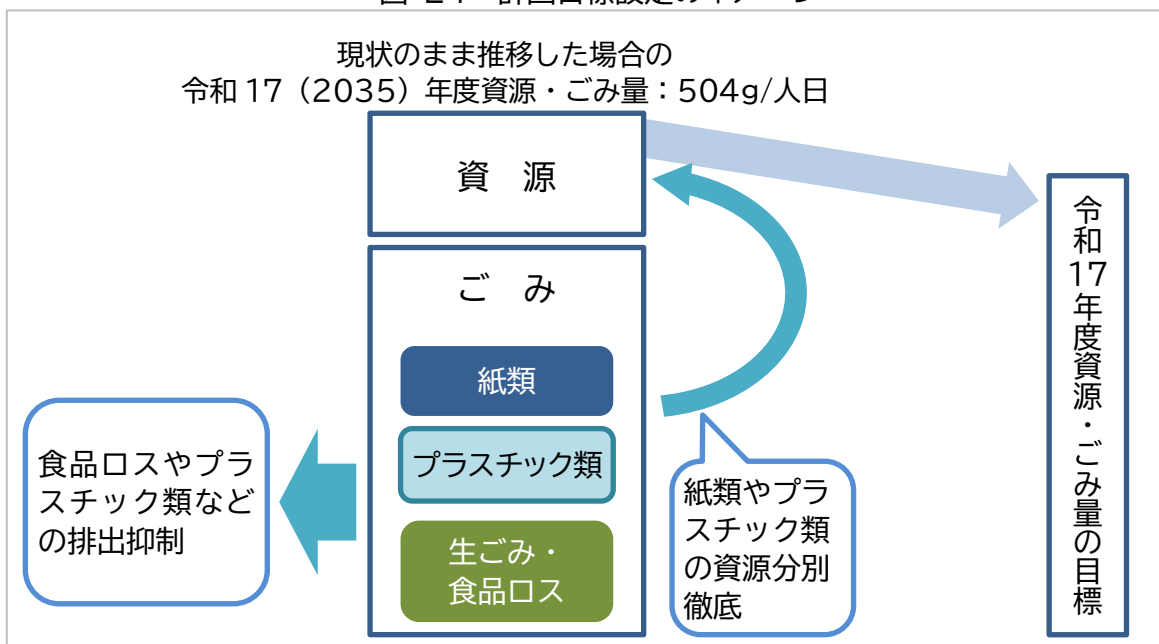 現状のまま推移した場合の
令和17（2035）年度資源・ごみ量：504g/人日
資 源
ご み
紙類
プラスチック類
生ごみ・
食品ロス
食品ロスやプラ
スチック類など
の排出抑制
紙類やプラ
スチック類
の資源分別
徹底
令和17年度資源・ごみ量の目標